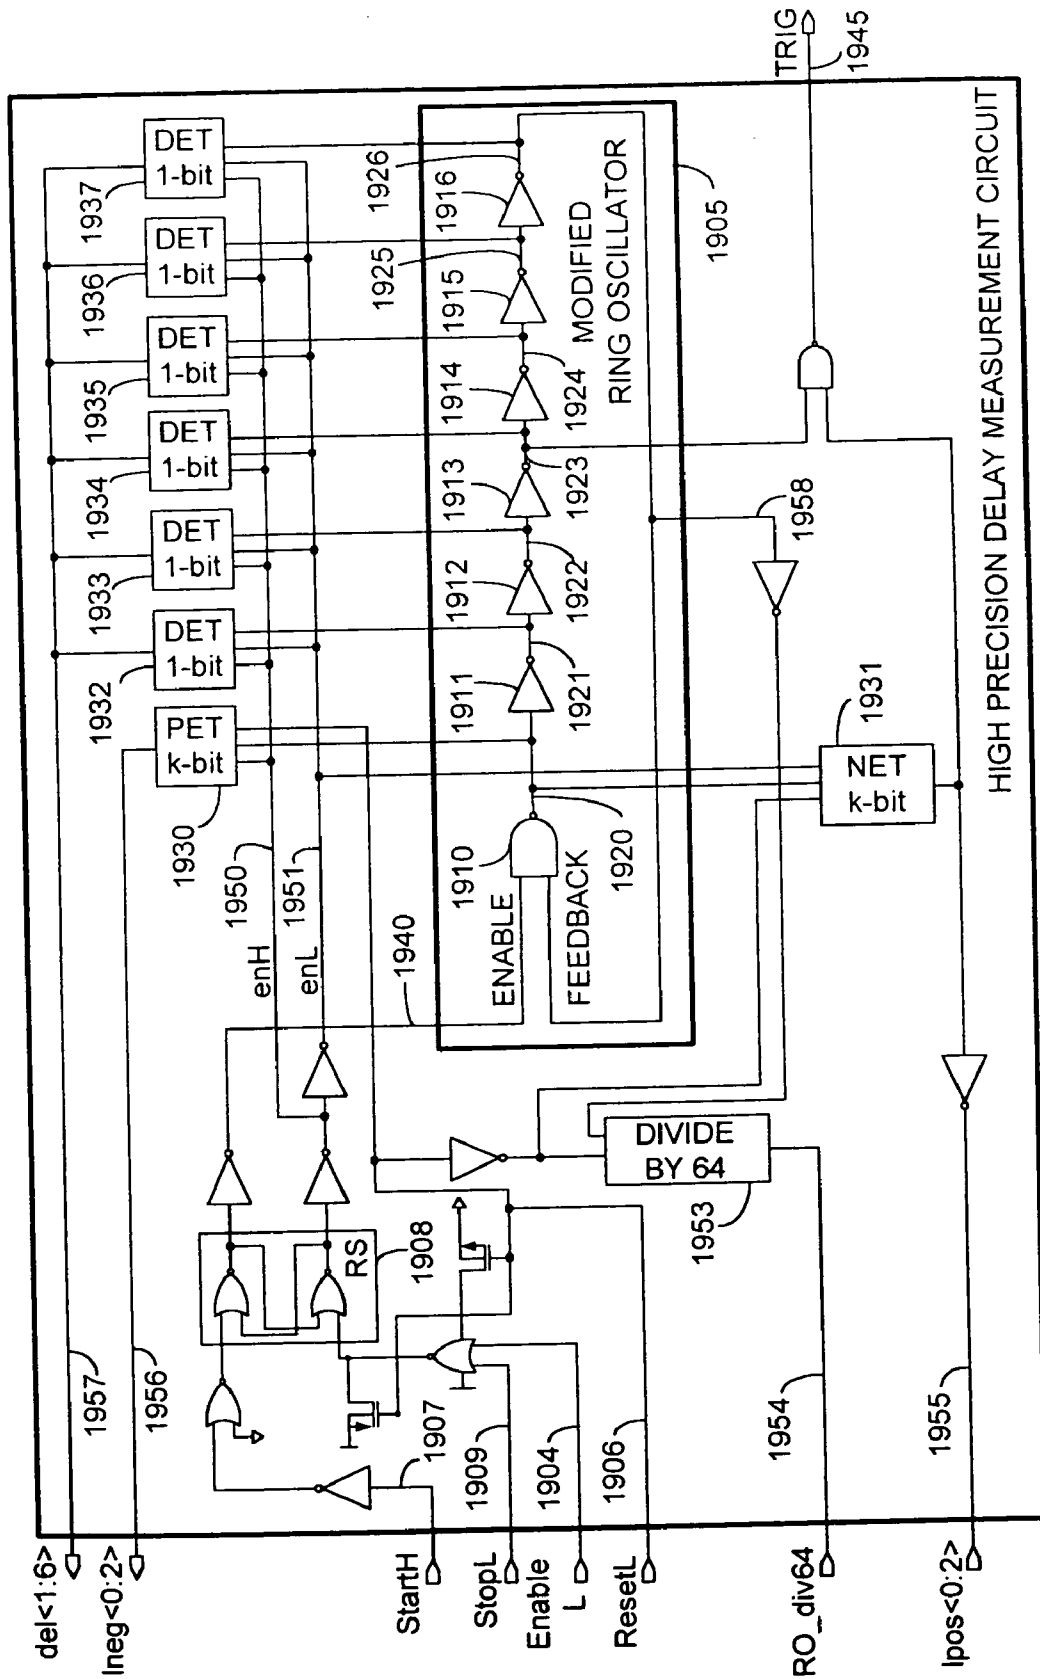 del<1:6>
Ineg<0:2>
StartH
StopL
Enable
L
ResetL
RO_div64
Ipos<0:2>
1957
1956
1907
1909
1904
1906
1954
1955
RS
1908
DIVIDE
BY 64
1953
1940
enH
enL
1950
1951
PET
k-bit
1930
DET
1-bit
1932
DET
1-bit
1933
DET
1-bit
1934
DET
1-bit
1935
DET
1-bit
1936
DET
1-bit
1937
ENABLE
FEEDBACK
1910
1920
1911
1921
1912
1922
1913
1923
1914
1924
1915
1925
1916
1926
MODIFIED
RING OSCILLATOR
1905
1958
NET
k-bit
1931
TRIG
1945
HIGH PRECISION DELAY MEASUREMENT CIRCUIT